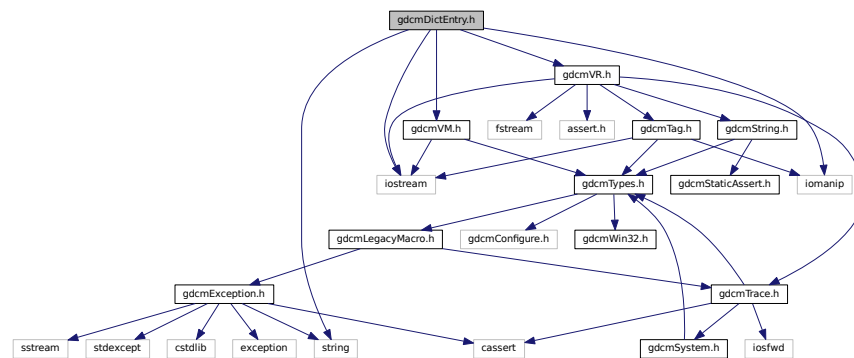 gdcmDictEntry.h
gdcmVR.h
gdcmVM.h
fstream
assert.h
gdcmTag.h
gdcmString.h
iostream
gdcmTypes.h
gdcmStaticAssert.h
iomanip
gdcmLegacyMacro.h
gdcmConfigure.h
gdcmWin32.h
gdcmException.h
gdcmTrace.h
sstream
stdexcept
cstdlib
exception
string
cassert
gdcmSystem.h
iosfwd